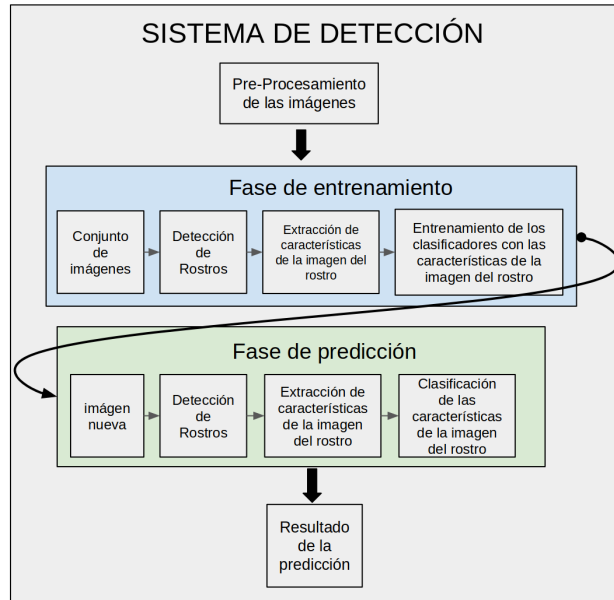 SISTEMA DE DETECCIÓN
Pre-Procesamiento
de las imágenes
Fase de entrenamiento
Conjunto
de
imágenes
Detección
de
Rostros
Extracción de
características
de la imagen del
rostro
Entrenamiento de los
clasificadores con las
características de la
imagen del rostro
Fase de predicción
imágen
nueva
Detección
de
Rostros
Extracción de
características
de la imagen
del rostro
Clasificación
de las
características
de la imagen
del rostro
Resultado
de la
predicción